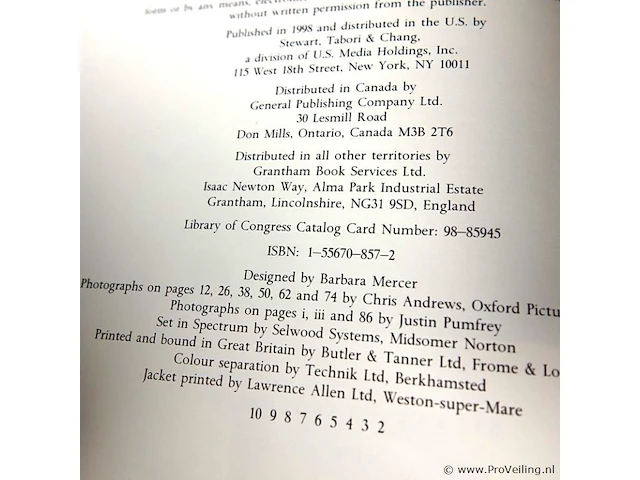 form or by any means, electronic
without written permission from the publisher.
Published in 1998 and distributed in the U.S. by
Stewart, Tabori & Chang,
a division of U.S. Media Holdings, Inc.
115 West 18th Street, New York, NY 10011
Distributed in Canada by
General Publishing Company Ltd.
30 Lesmill Road
Don Mills, Ontario, Canada M3B 2T6
Distributed in all other territories by
Grantham Book Services Ltd.
Isaac Newton Way, Alma Park Industrial Estate
Grantham, Lincolnshire, NG31 9SD, England
Library of Congress Catalog Card Number: 98–85945
ISBN: 1–55670–857–2
Designed by Barbara Mercer
Photographs on pages 12, 26, 38, 50, 62 and 74 by Chris Andrews, Oxford Pictu
Photographs on pages i, iii and 86 by Justin Pumfrey
Set in Spectrum by Selwood Systems, Midsomer Norton
Printed and bound in Great Britain by Butler & Tanner Ltd, Frome & Lo
Colour separation by Technik Ltd, Berkhamsted
Jacket printed by Lawrence Allen Ltd, Weston-super-Mare
10 9 8 7 6 5 4 3 2
© www.ProVeiling.nl